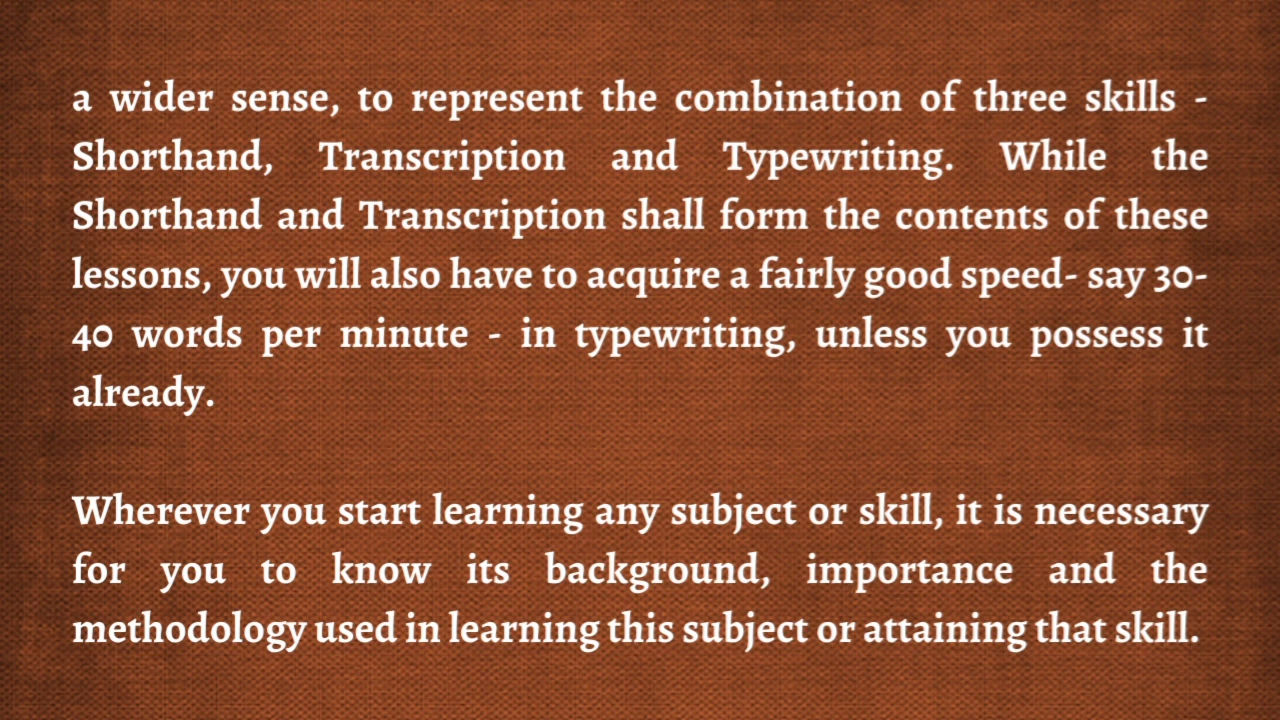 a wider sense, to represent the combination of three skills -
Shorthand, Transcription and Typewriting. While the
Shorthand and Transcription shall form the contents of these
lessons, you will also have to acquire a fairly good speed- say 30-
40 words per minute - in typewriting, unless you possess it
already.
Wherever you start learning any subject or skill, it is necessary
for you to know its background, importance and the
methodology used in learning this subject or attaining that skill.